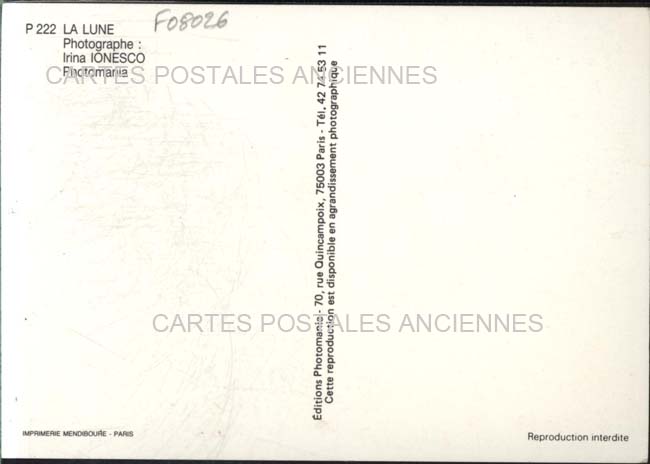 P 222 LA LUNE
Photographe :
Irina IONESCO
Photomania
F08026
CARTES POSTALES ANCIENNES
Éditions Photomania - 70, rue Quincampoix, 75003 Paris - Tél. 42 74 53 11
Cette reproduction est disponible en agrandissement photographique
CARTES POSTALES ANCIENNES
IMPRIMERIE MENDIBOURE - PARIS
Reproduction interdite